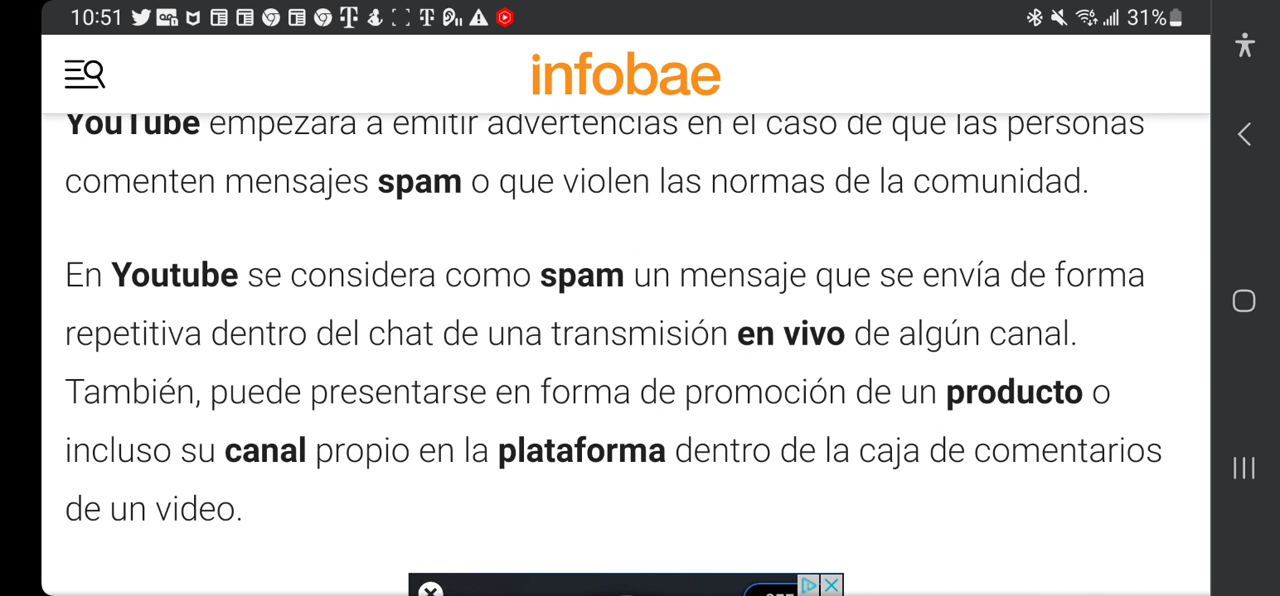 10:51
31%
infobae
YouTube empezará a emitir advertencias en el caso de que las personas
comenten mensajes spam o que violen las normas de la comunidad.
En Youtube se considera como spam un mensaje que se envía de forma
repetitiva dentro del chat de una transmisión en vivo de algún canal.
También, puede presentarse en forma de promoción de un producto o
incluso su canal propio en la plataforma dentro de la caja de comentarios
de un video.